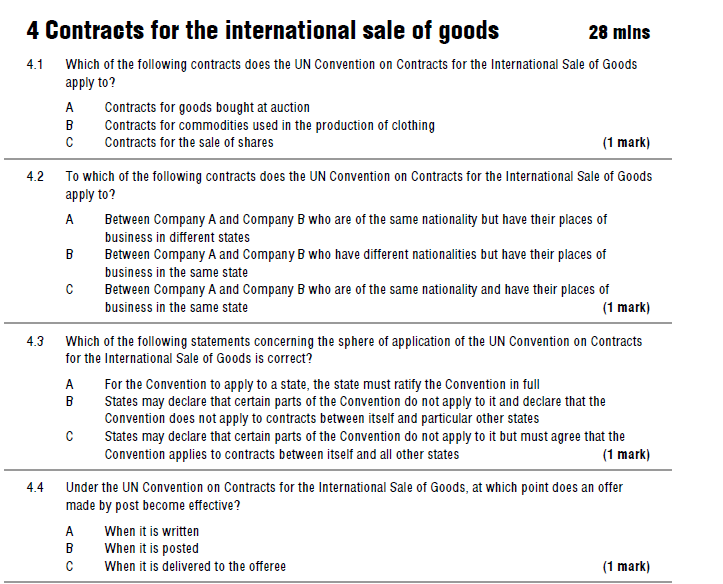 4 Contracts for the international sale of goods 28 mins
4.1 Which of the following contracts does the UN Convention on Contracts for the International Sale of Goods
apply to?
A Contracts for goods bought at auction
B Contracts for commodities used in the production of clothing
C Contracts for the sale of shares (1 mark)
4.2 To which of the following contracts does the UN Convention on Contracts for the International Sale of Goods
apply to?
A Between Company A and Company B who are of the same nationality but have their places of
business in different states
B Between Company A and Company B who have different nationalities but have their places of
business in the same state
C Between Company A and Company B who are of the same nationality and have their places of
business in the same state (1 mark)
4.3 Which of the following statements concerning the sphere of application of the UN Convention on Contracts
for the International Sale of Goods is correct?
A For the Convention to apply to a state, the state must ratify the Convention in full
B States may declare that certain parts of the Convention do not apply to it and declare that the
Convention does not apply to contracts between itself and particular other states
C States may declare that certain parts of the Convention do not apply to it but must agree that the
Convention applies to contracts between itself and all other states (1 mark)
4.4 Under the UN Convention on Contracts for the International Sale of Goods, at which point does an offer
made by post become effective?
A When it is written
B When it is posted
C When it is delivered to the offeree (1 mark)